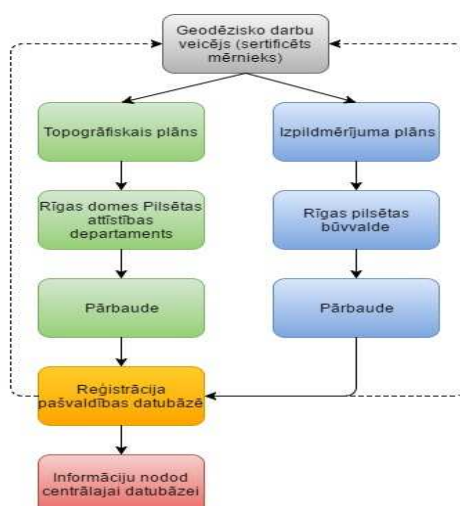 Ģeodēzisko darbu
veicējs (sertificēts
mērnieks)
Topogrāfiskais plāns
Izpildmērījuma plāns
Rīgas domes Pilsētas
attīstības
departaments
Rīgas pilsētas
būvvalde
Pārbaude
Pārbaude
Reģistrācija
pašvaldības datubāzē
Informāciju nodod
centrālajai datubāzei